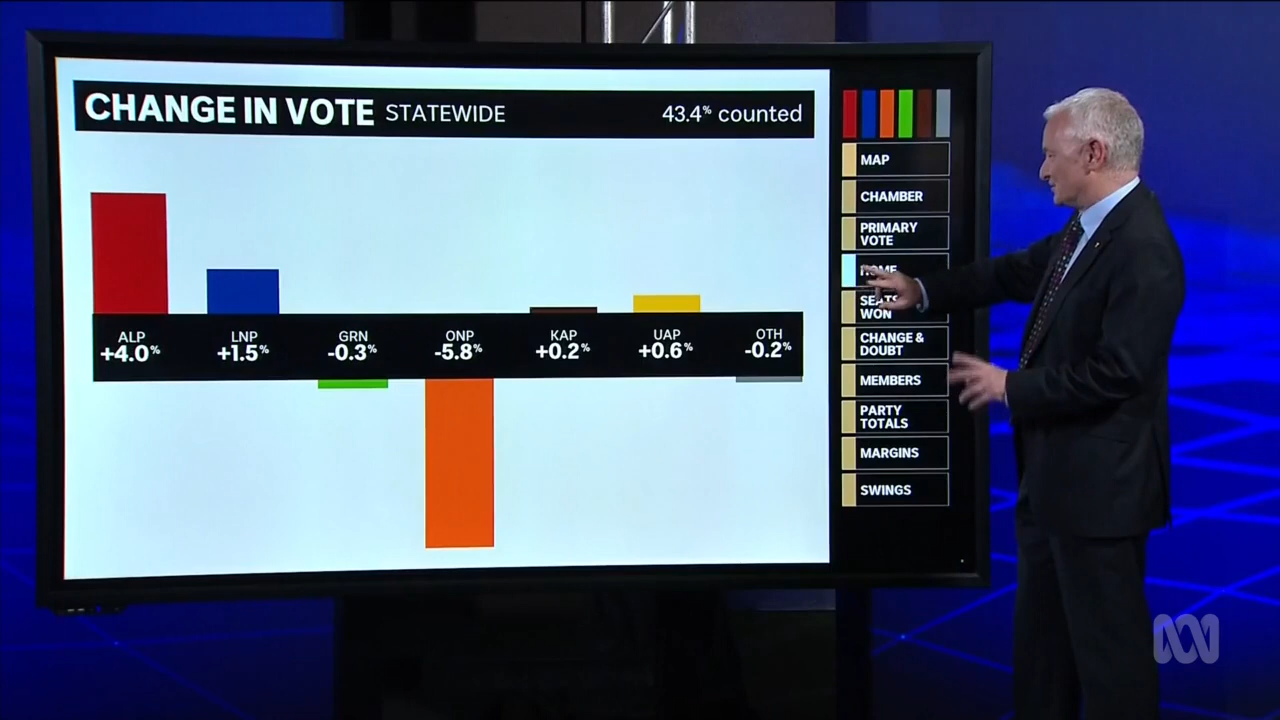 CHANGE IN VOTE STATEWIDE 43.4% counted
ALP LNP GRN ONP KAP UAP OTH
+4.0% +1.5% -0.3% -5.8% +0.2% +0.6% -0.2%
MAP
CHAMBER
PRIMARY
VOTE
HOME
SEATS
WON
CHANGE &
DOUBT
MEMBERS
PARTY
TOTALS
MARGINS
SWINGS